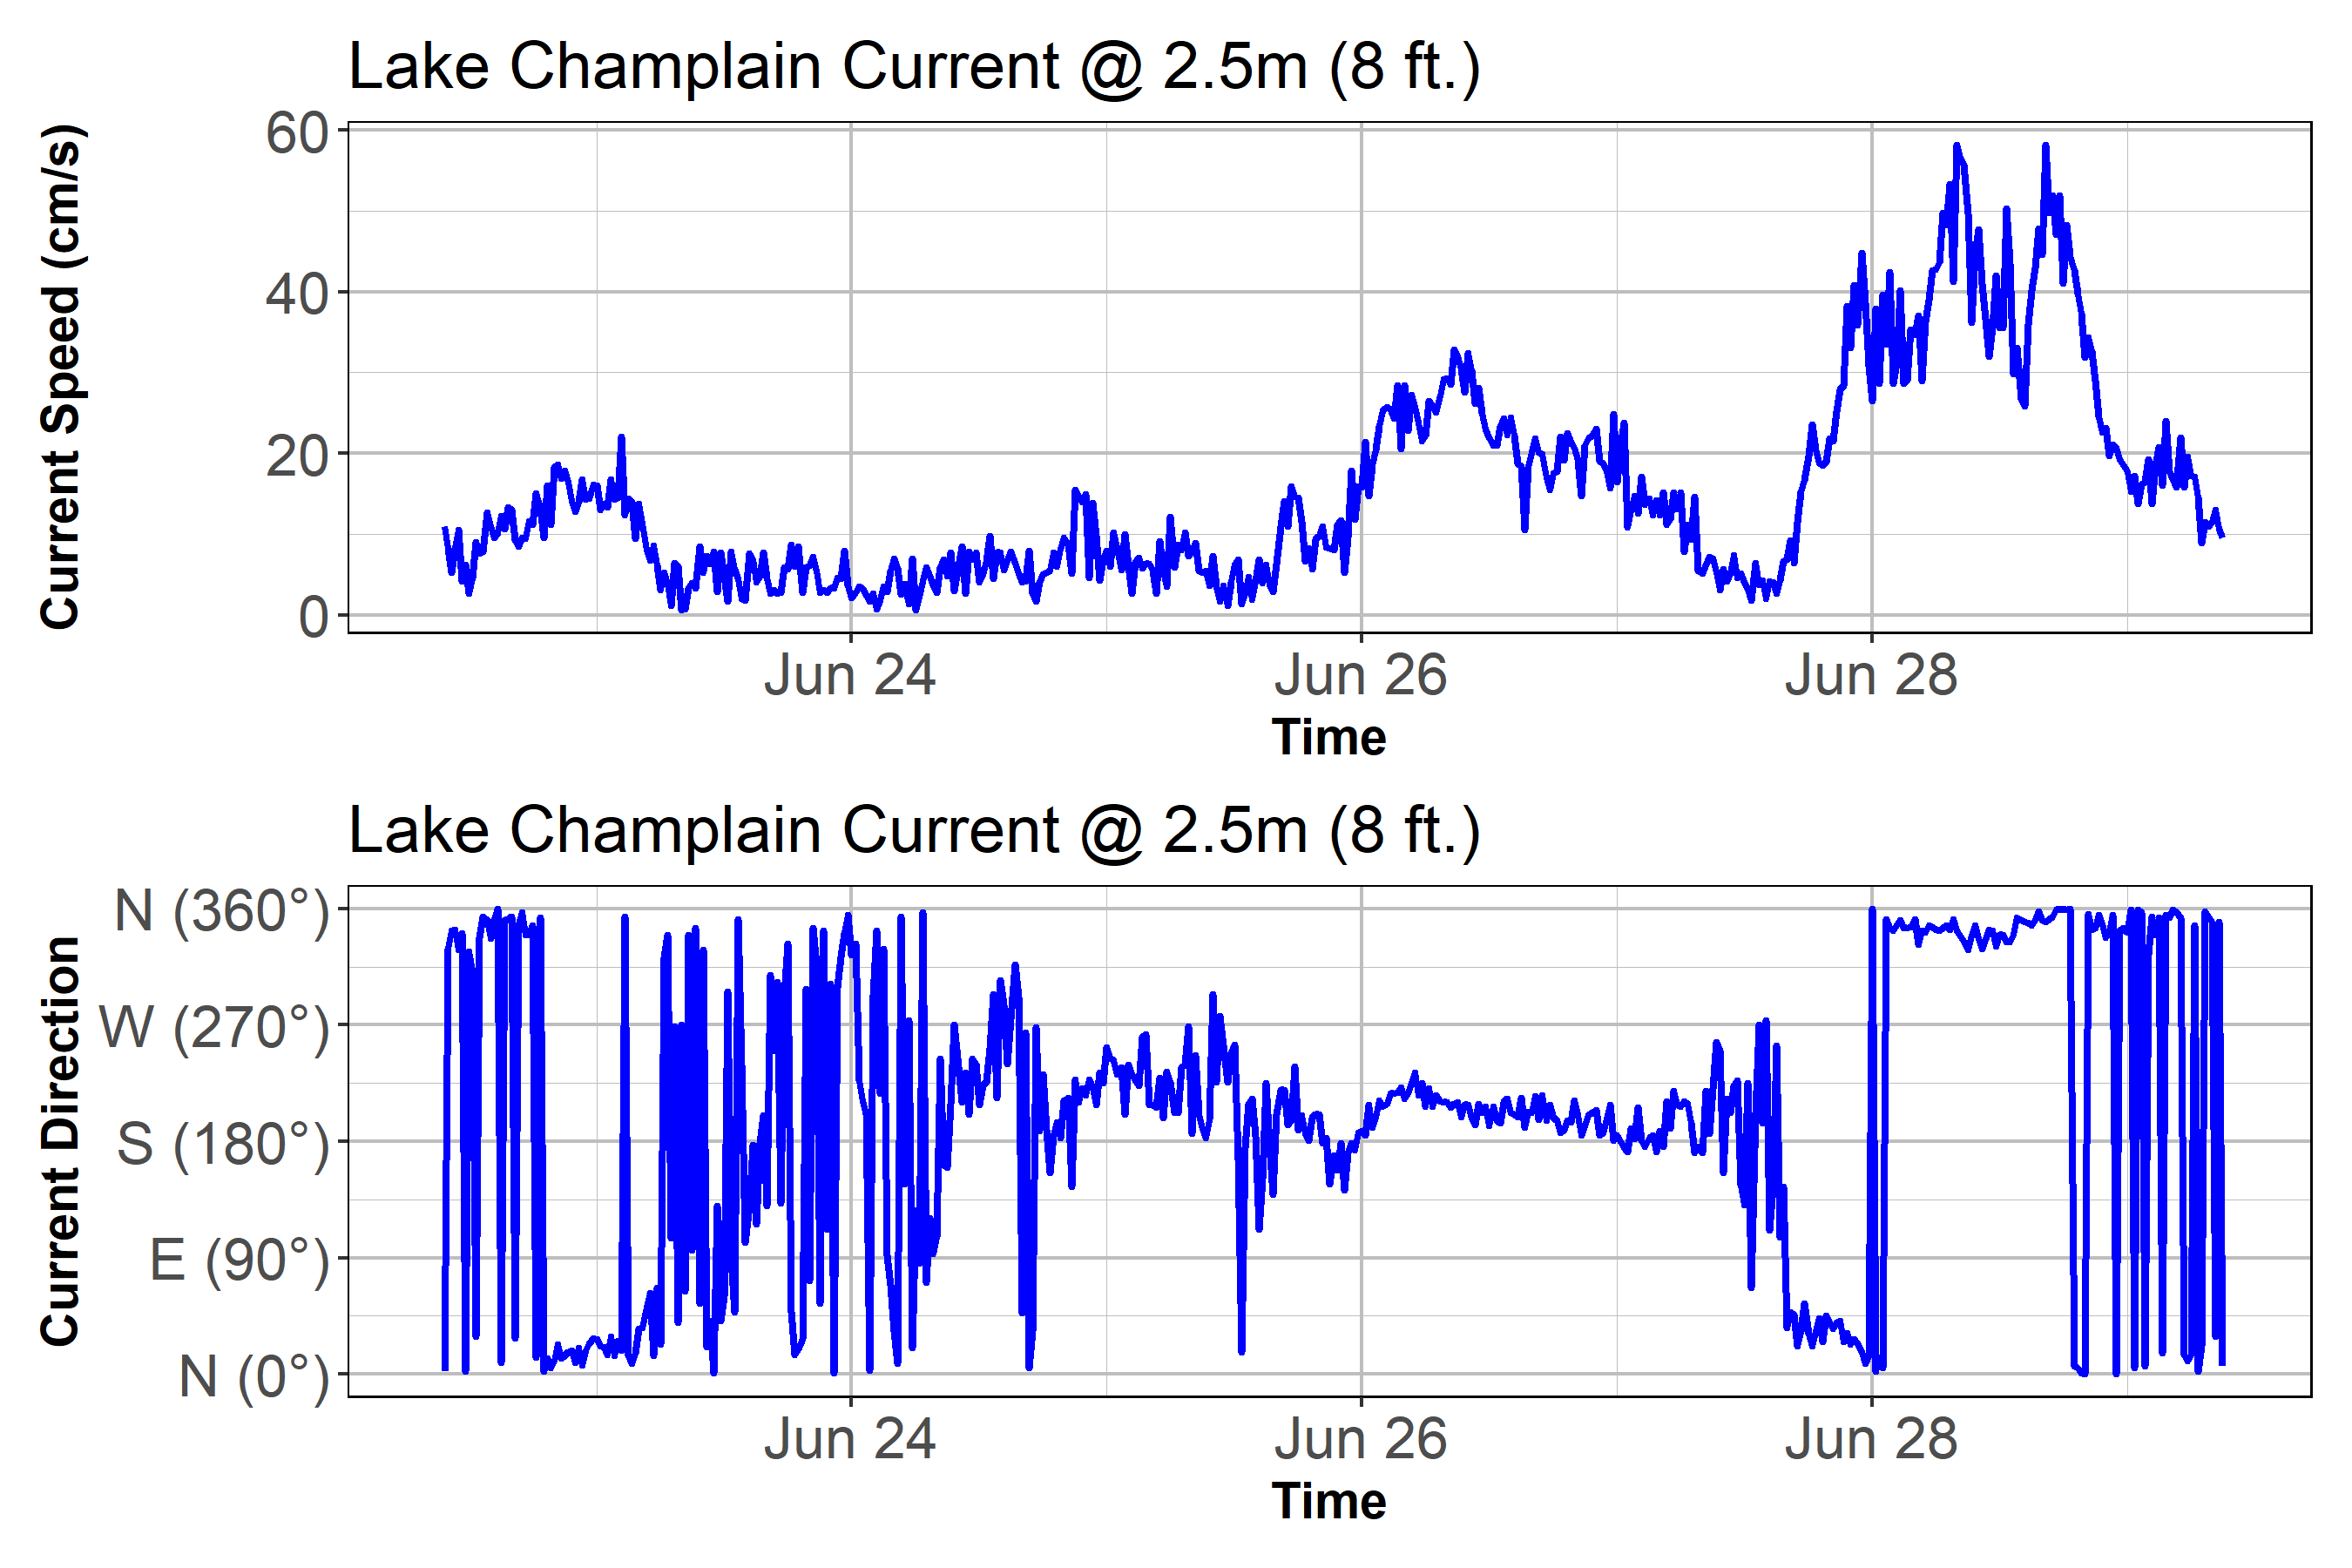 Lake Champlain Current @ 2.5m (8 ft.)
Current Speed (cm/s)
60
40
20
0
Jun 24 Jun 26 Jun 28
Time
Lake Champlain Current @ 2.5m (8 ft.)
Current Direction
N (360°)
W (270°)
S (180°)
E (90°)
N (0°)
Jun 24 Jun 26 Jun 28
Time